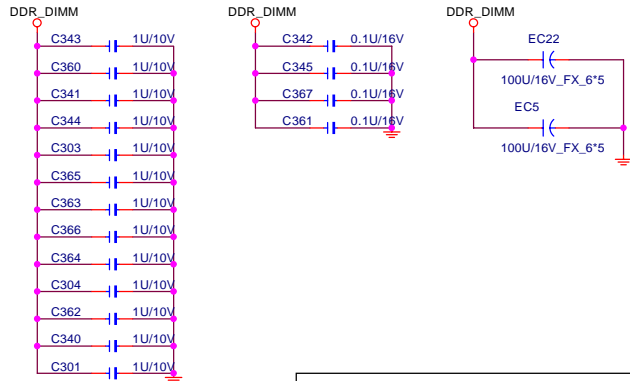 DDR_DIMM
C343 1U/10V
C360 1U/10V
C341 1U/10V
C344 1U/10V
C303 1U/10V
C365 1U/10V
C363 1U/10V
C366 1U/10V
C364 1U/10V
C304 1U/10V
C362 1U/10V
C340 1U/10V
C301 1U/10V
DDR_DIMM
C342 0.1U/16V
C345 0.1U/16V
C367 0.1U/16V
C361 0.1U/16V
DDR_DIMM
EC22
100U/16V_FX_6*5
EC5
100U/16V_FX_6*5